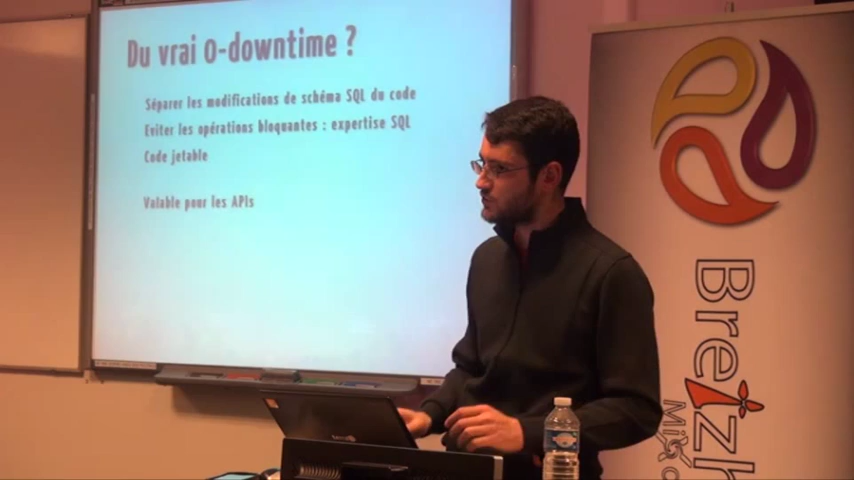 Du vrai 0-downtime ?
Séparer les modifications de schéma SQL du code
Eviter les opérations bloquantes : expertise SQL
Code jetable
Valable pour les APIs
Breizh